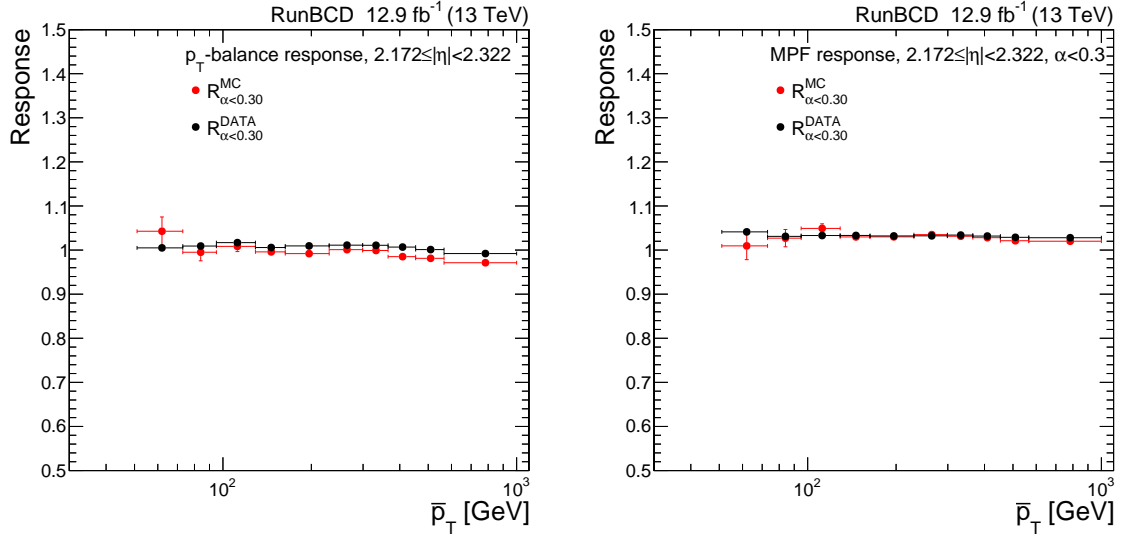 RunBCD 12.9 fb⁻¹ (13 TeV)
p_T-balance response, 2.172≤|η|<2.322
R^MC_α<0.30
R^DATA_α<0.30
Response
1.5
1.4
1.3
1.2
1.1
1
0.9
0.8
0.7
0.6
0.5
10²
10³
p̅_T [GeV]
RunBCD 12.9 fb⁻¹ (13 TeV)
MPF response, 2.172≤|η|<2.322, α<0.3
R^MC_α<0.30
R^DATA_α<0.30
Response
1.5
1.4
1.3
1.2
1.1
1
0.9
0.8
0.7
0.6
0.5
10²
10³
p̅_T [GeV]